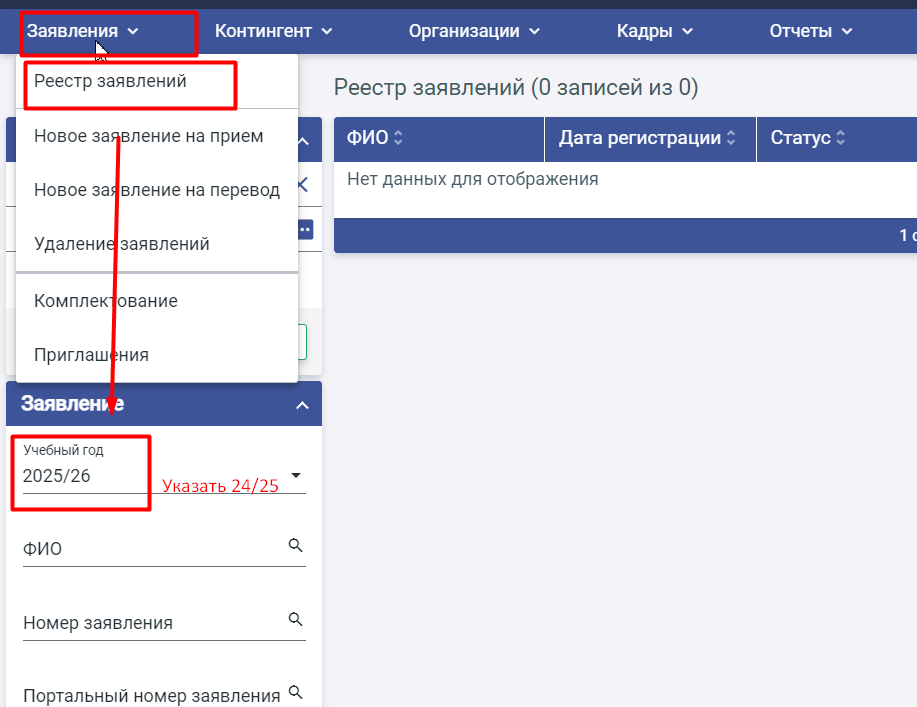 Заявления
Контингент
Организации
Кадры
Отчеты
Реестр заявлений
Новое заявление на прием
Новое заявление на перевод
Удаление заявлений
Комплектование
Приглашения
Реестр заявлений (0 записей из 0)
ФИО
Дата регистрации
Статус
Нет данных для отображения
1 с
Заявление
Учебный год
2025/26
Указать 24/25
ФИО
Номер заявления
Портальный номер заявления